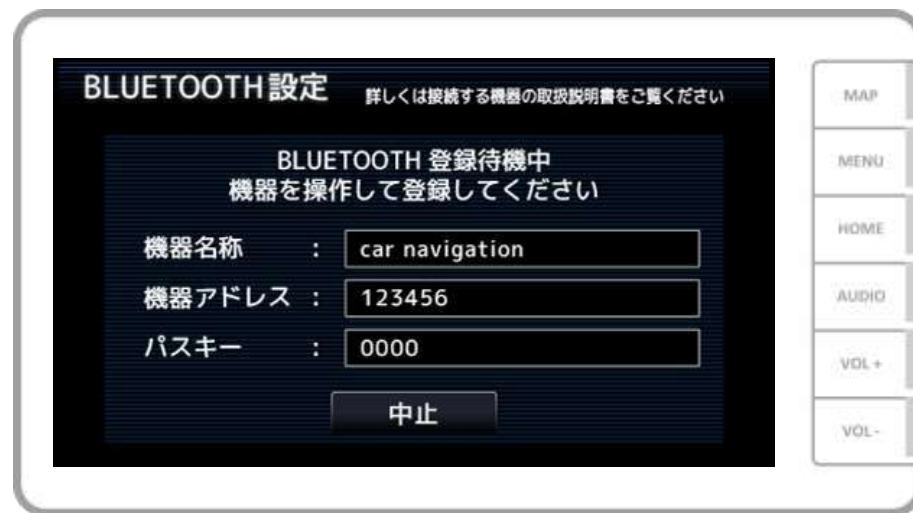 BLUETOOTH設定 詳しくは接続する機器の取扱説明書をご覧ください
BLUETOOTH 登録待機中
機器を操作して登録してください
機器名称 : car navigation
機器アドレス : 123456
パスキー : 0000
中止
MAP
MENU
HOME
AUDIO
VOL +
VOL -